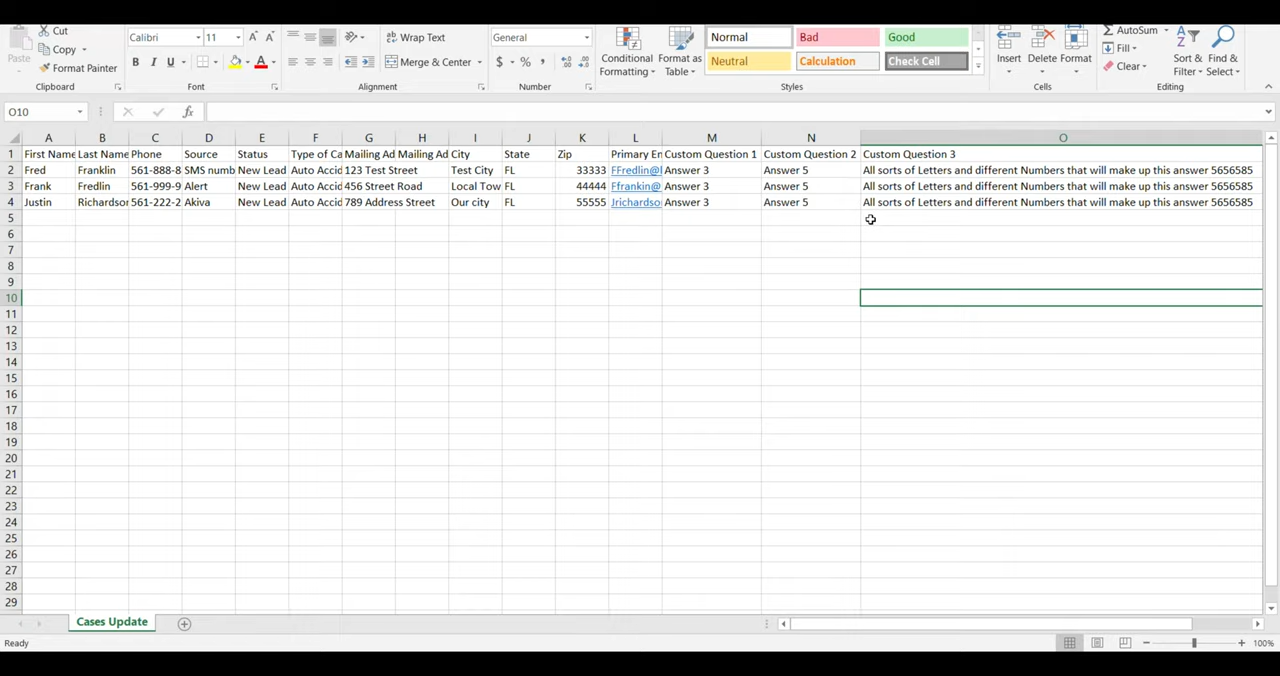 Cut
Copy
Paste
Format Painter
Clipboard
Calibri 11
B I U
Font
Wrap Text
Merge & Center
Alignment
General
$ % ,
Number
Conditional Formatting
Format as Table
Normal Bad Good
Neutral Calculation Check Cell
Styles
Insert Delete Format
Cells
AutoSum
Fill
Clear
Sort & Filter
Find & Select
Editing
O10
fx
A B C D E F G H I J K L M N O
1 First Name Last Name Phone Source Status Type of Ca Mailing Ad Mailing Ad City State Zip Primary En Custom Question 1 Custom Question 2 Custom Question 3
2 Fred Franklin 561-888-8 SMS numb New Lead Auto Accid 123 Test Street Test City FL 33333 FFredlin@ Answer 3 Answer 5 All sorts of Letters and different Numbers that will make up this answer 5656585
3 Frank Fredlin 561-999-9 Alert New Lead Auto Accid 456 Street Road Local Tow FL 44444 Ffrankin@ Answer 3 Answer 5 All sorts of Letters and different Numbers that will make up this answer 5656585
4 Justin Richardson 561-222-2 Akiva New Lead Auto Accid 789 Address Street Our city FL 55555 Jrichardso Answer 3 Answer 5 All sorts of Letters and different Numbers that will make up this answer 5656585
5
6
7
8
9
10
11
12
13
14
15
16
17
18
19
20
21
22
23
24
25
26
27
28
29
Cases Update
Ready
100%